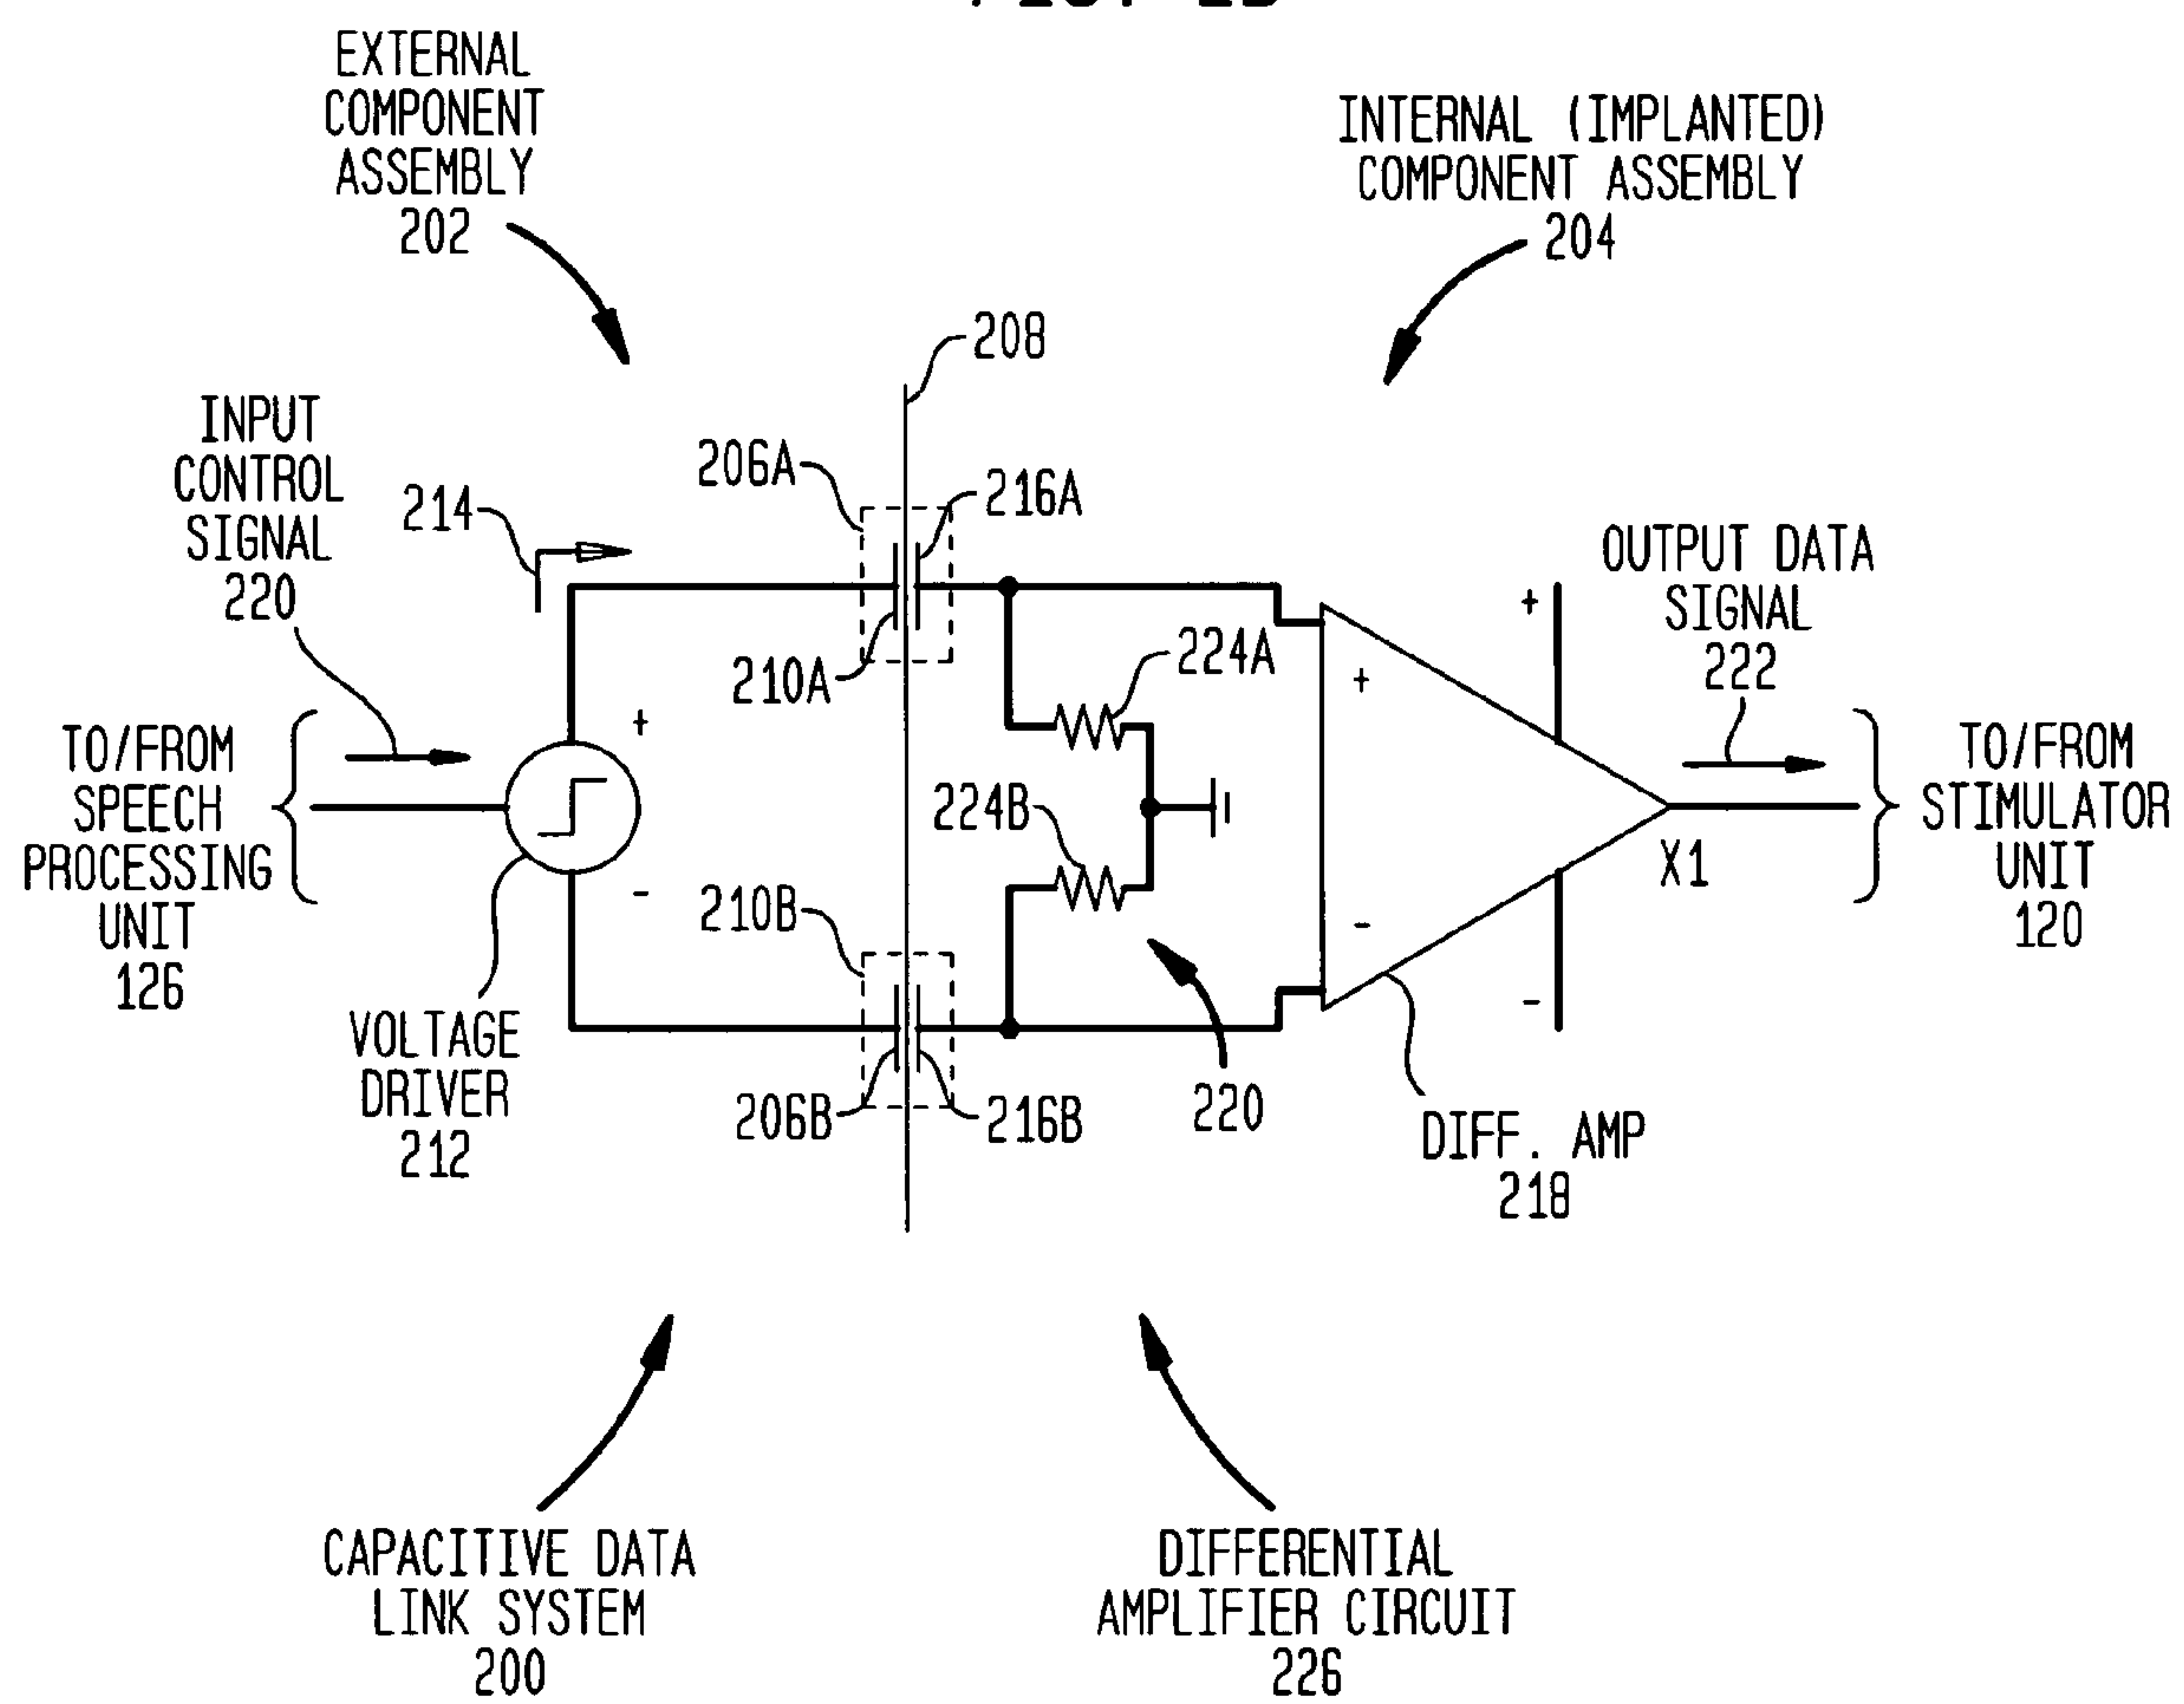 EXTERNAL
COMPONENT
ASSEMBLY
202
INTERNAL (IMPLANTED)
COMPONENT ASSEMBLY
204
208
INPUT
CONTROL
SIGNAL
220
214
206A
216A
210A
224A
OUTPUT DATA
SIGNAL
222
+
+
+
TO/FROM
SPEECH
PROCESSING
UNIT
126
224B
X1
TO/FROM
STIMULATOR
UNIT
120
-
-
-
210B
VOLTAGE
DRIVER
212
206B
216B
220
DIFF. AMP
218
CAPACITIVE DATA
LINK SYSTEM
200
DIFFERENTIAL
AMPLIFIER CIRCUIT
226